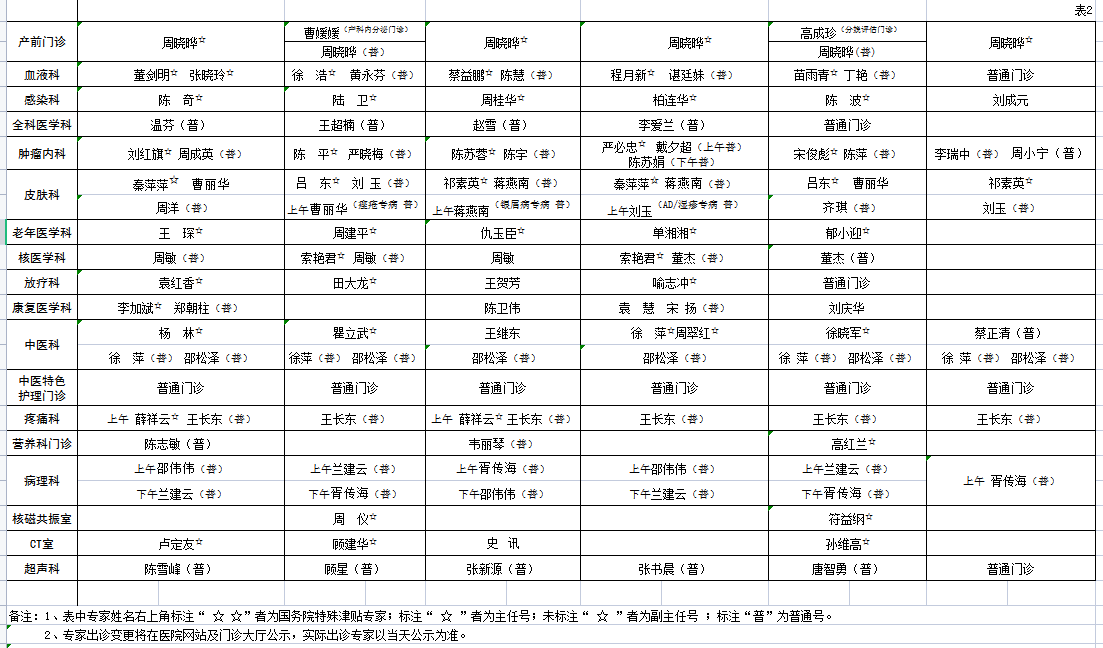 表2
产前门诊 周晓晔☆ 曹媛媛(产科内分泌门诊) 周晓晔☆ 周晓晔☆ 高成珍(分娩评估门诊) 周晓晔☆
周晓晔(普) 周晓晔(普)
血液科 董剑明☆ 张晓玲☆ 徐 浩☆ 黄永芬(普) 蔡益鹏☆ 陈慧(普) 程月新☆ 谌廷妹(普) 苗雨青☆ 丁艳(普) 普通门诊
感染科 陈 奇☆ 陆 卫☆ 周桂华☆ 柏连华☆ 陈 波☆ 刘成元
全科医学科 温芬(普) 王超楠(普) 赵雪(普) 李爱兰(普) 普通门诊
肿瘤内科 刘红旗☆ 周成英(普) 陈 平☆ 严晓梅(普) 陈苏蓉☆ 陈宇(普) 严必忠☆ 戴夕超(上午普) 宋俊彪☆ 陈萍(普) 李瑞中(普) 周小宁(普)
陈苏娟(下午普)
皮肤科 秦萍萍☆ 曹丽华 吕 东☆ 刘 玉(普) 祁素英☆ 蒋燕南(普) 秦萍萍☆ 蒋燕南(普) 吕东☆ 曹丽华 祁素英☆
周洋(普) 上午曹丽华(痤疮专病 普) 上午蒋燕南(银屑病专病 普) 上午刘玉(AD/湿疹专病 普) 齐琪(普) 刘玉(普)
老年医学科 王 琛☆ 周建平☆ 仇玉臣☆ 单湘湘☆ 郁小迎☆
核医学科 周敏(普) 索艳君☆ 周敏(普) 周敏 索艳君☆ 董杰(普) 董杰(普)
放疗科 袁红香☆ 田大龙☆ 王贺芳 喻志冲☆ 普通门诊
康复医学科 李加斌☆ 郑朝柱(普) 陈卫伟 袁 慧 宋 扬(普) 刘庆华
中医科 杨 林☆ 瞿立武☆ 王继东 徐 萍☆周翠红☆ 徐晓军☆ 蔡正清(普)
徐 萍(普) 邵松泽(普) 徐萍(普) 邵松泽(普) 邵松泽(普) 邵松泽(普) 徐 萍(普) 邵松泽(普) 徐 萍(普) 邵松泽(普)
中医特色
护理门诊 普通门诊 普通门诊 普通门诊 普通门诊 普通门诊 普通门诊
疼痛科 上午 薛祥云☆ 王长东(普) 王长东(普) 上午 薛祥云☆ 王长东(普) 王长东(普) 王长东(普) 王长东(普)
营养科门诊 陈志敏(普) 韦丽琴(普) 高红兰☆
病理科 上午邵伟伟(普) 上午兰建云(普) 上午胥传海(普) 上午邵伟伟(普) 上午兰建云(普) 上午 胥传海(普)
下午兰建云(普) 下午胥传海(普) 下午邵伟伟(普) 下午兰建云(普) 下午胥传海(普)
核磁共振室 周 仪☆ 符益纲☆
CT室 卢定友☆ 顾建华☆ 史 讯 孙维高☆
超声科 陈雪峰(普) 顾星(普) 张新源(普) 张书晨(普) 唐智勇(普) 普通门诊
备注：1、表中专家姓名右上角标注“ ☆ ☆”者为国务院特殊津贴专家；标注“ ☆ ”者为主任号；未标注“ ☆ ”者为副主任号 ；标注“普”为普通号。
2、专家出诊变更将在医院网站及门诊大厅公示，实际出诊专家以当天公示为准。